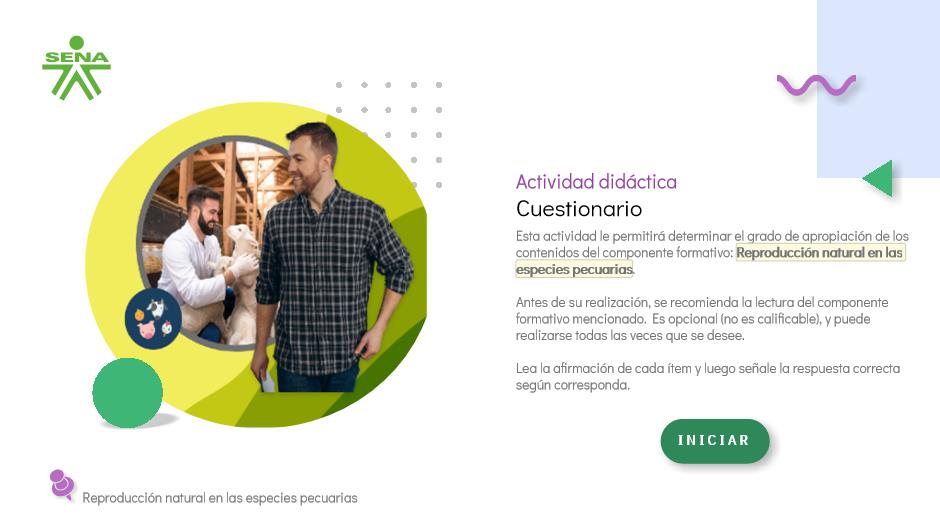 SENA
Actividad didáctica
Cuestionario
Esta actividad le permitirá determinar el grado de apropiación de los
contenidos del componente formativo: Reproducción natural en las
especies pecuarias.
Antes de su realización, se recomienda la lectura del componente
formativo mencionado. Es opcional (no es calificable), y puede
realizarse todas las veces que se desee.
Lea la afirmación de cada ítem y luego señale la respuesta correcta
según corresponda.
INICIAR
Reproducción natural en las especies pecuarias